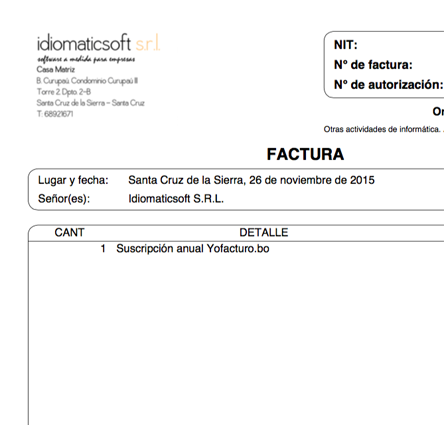 idiomaticsoft s.r.l.
software a medida para empresas
Casa Matriz
B. Curupaú Condominio Curupaú II
Torre 2 Dpto. 2-B
Santa Cruz de la Sierra - Santa Cruz
T: 68921671
NIT:
N° de factura:
N° de autorización:
Or
Otras actividades de informática.
FACTURA
Lugar y fecha: Santa Cruz de la Sierra, 26 de noviembre de 2015
Señor(es): Idiomaticsoft S.R.L.
CANT DETALLE
1 Suscripción anual Yofacturo.bo